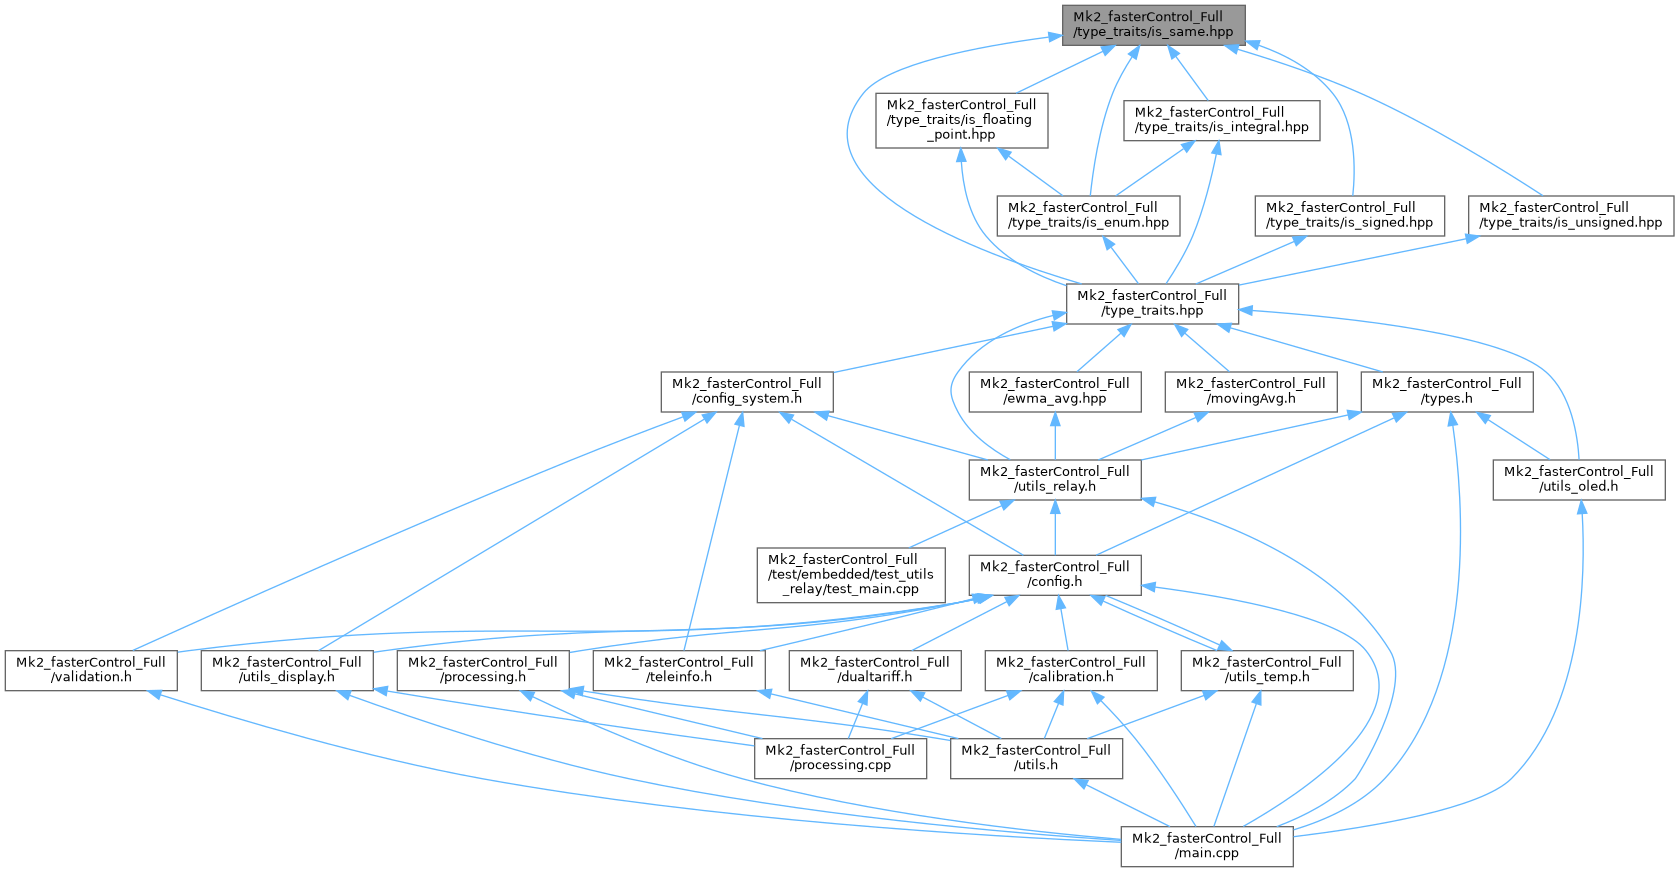 Mk2_fasterControl_Full
/type_traits/is_same.hpp
Mk2_fasterControl_Full
/type_traits/is_floating
_point.hpp
Mk2_fasterControl_Full
/type_traits/is_integral.hpp
Mk2_fasterControl_Full
/type_traits/is_enum.hpp
Mk2_fasterControl_Full
/type_traits/is_signed.hpp
Mk2_fasterControl_Full
/type_traits/is_unsigned.hpp
Mk2_fasterControl_Full
/type_traits.hpp
Mk2_fasterControl_Full
/config_system.h
Mk2_fasterControl_Full
/ewma_avg.hpp
Mk2_fasterControl_Full
/movingAvg.h
Mk2_fasterControl_Full
/types.h
Mk2_fasterControl_Full
/utils_relay.h
Mk2_fasterControl_Full
/utils_oled.h
Mk2_fasterControl_Full
/test/embedded/test_utils
_relay/test_main.cpp
Mk2_fasterControl_Full
/config.h
Mk2_fasterControl_Full
/validation.h
Mk2_fasterControl_Full
/utils_display.h
Mk2_fasterControl_Full
/processing.h
Mk2_fasterControl_Full
/teleinfo.h
Mk2_fasterControl_Full
/dualtariff.h
Mk2_fasterControl_Full
/calibration.h
Mk2_fasterControl_Full
/utils_temp.h
Mk2_fasterControl_Full
/processing.cpp
Mk2_fasterControl_Full
/utils.h
Mk2_fasterControl_Full
/main.cpp